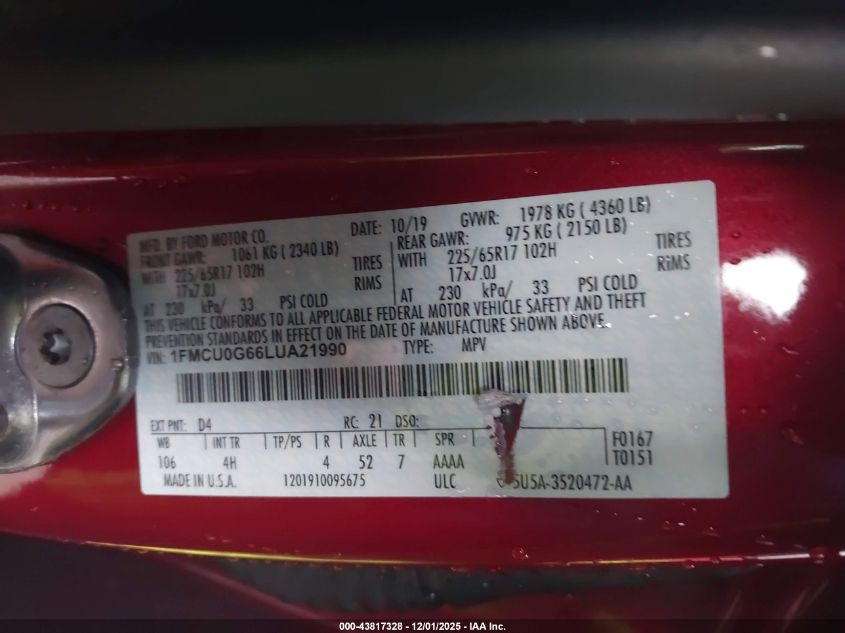 MFD. BY FORD MOTOR CO. DATE: 10/19 GVWR: 1978 KG ( 4360 LB)
FRONT GAWR: 1061 KG ( 2340 LB) REAR GAWR: 975 KG ( 2150 LB)
WITH 225/65R17 102H TIRES WITH 225/65R17 102H TIRES
17x7.0J RIMS 17x7.0J RiMS
AT 230 kPa/ 33 PSI COLD AT 230 kPa/ 33 PSI COLD
THIS VEHICLE CONFORMS TO ALL APPLICABLE FEDERAL MOTOR VEHICLE SAFETY AND THEFT
PREVENTION STANDARDS IN EFFECT ON THE DATE OF MANUFACTURE SHOWN ABOVE.
VIN: 1FMCU0G66LUA21990 TYPE: MPV
EXT PNT: D4 RC: 21 DSO:
WB INT TR TP/PS R AXLE TR SPR F0167
106 4H 4 52 7 AAAA T0151
MADE IN U.S.A. 1201910095675 ULC 5U5A-3520472-AA
000-43817328 - 12/01/2025 - IAA Inc.